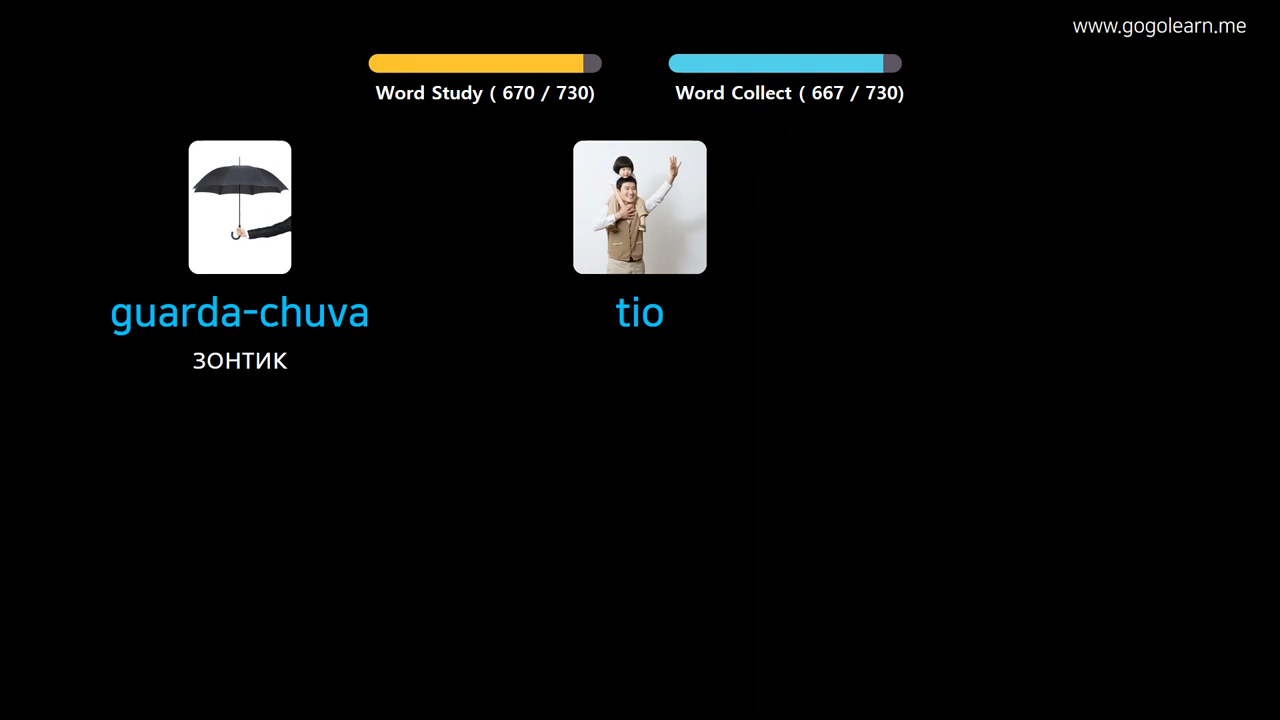 www.gogolearn.me
Word Study ( 670 / 730)
Word Collect ( 667 / 730)
guarda-chuva
зонтик
tio